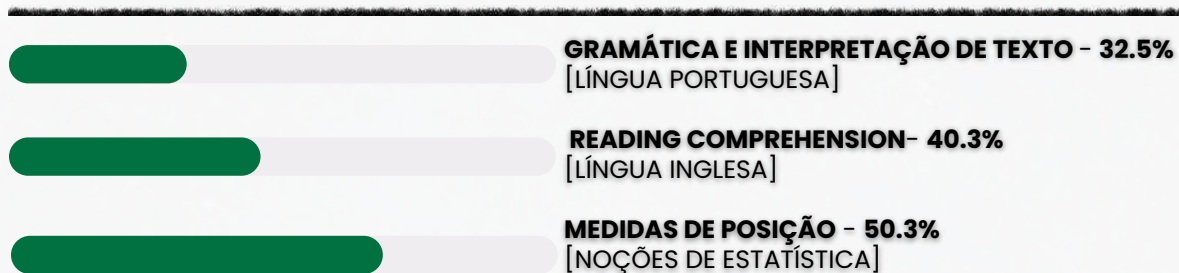 GRAMÁTICA E INTERPRETAÇÃO DE TEXTO - 32.5%
[LÍNGUA PORTUGUESA]
READING COMPREHENSION- 40.3%
[LÍNGUA INGLESA]
MEDIDAS DE POSIÇÃO - 50.3%
[NOÇÕES DE ESTATÍSTICA]